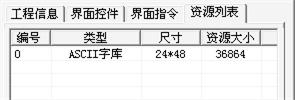 工程信息 界面控件 界面指令 资源列表
编号 类型 尺寸 资源大小
0 ASCII字库 24*48 36864